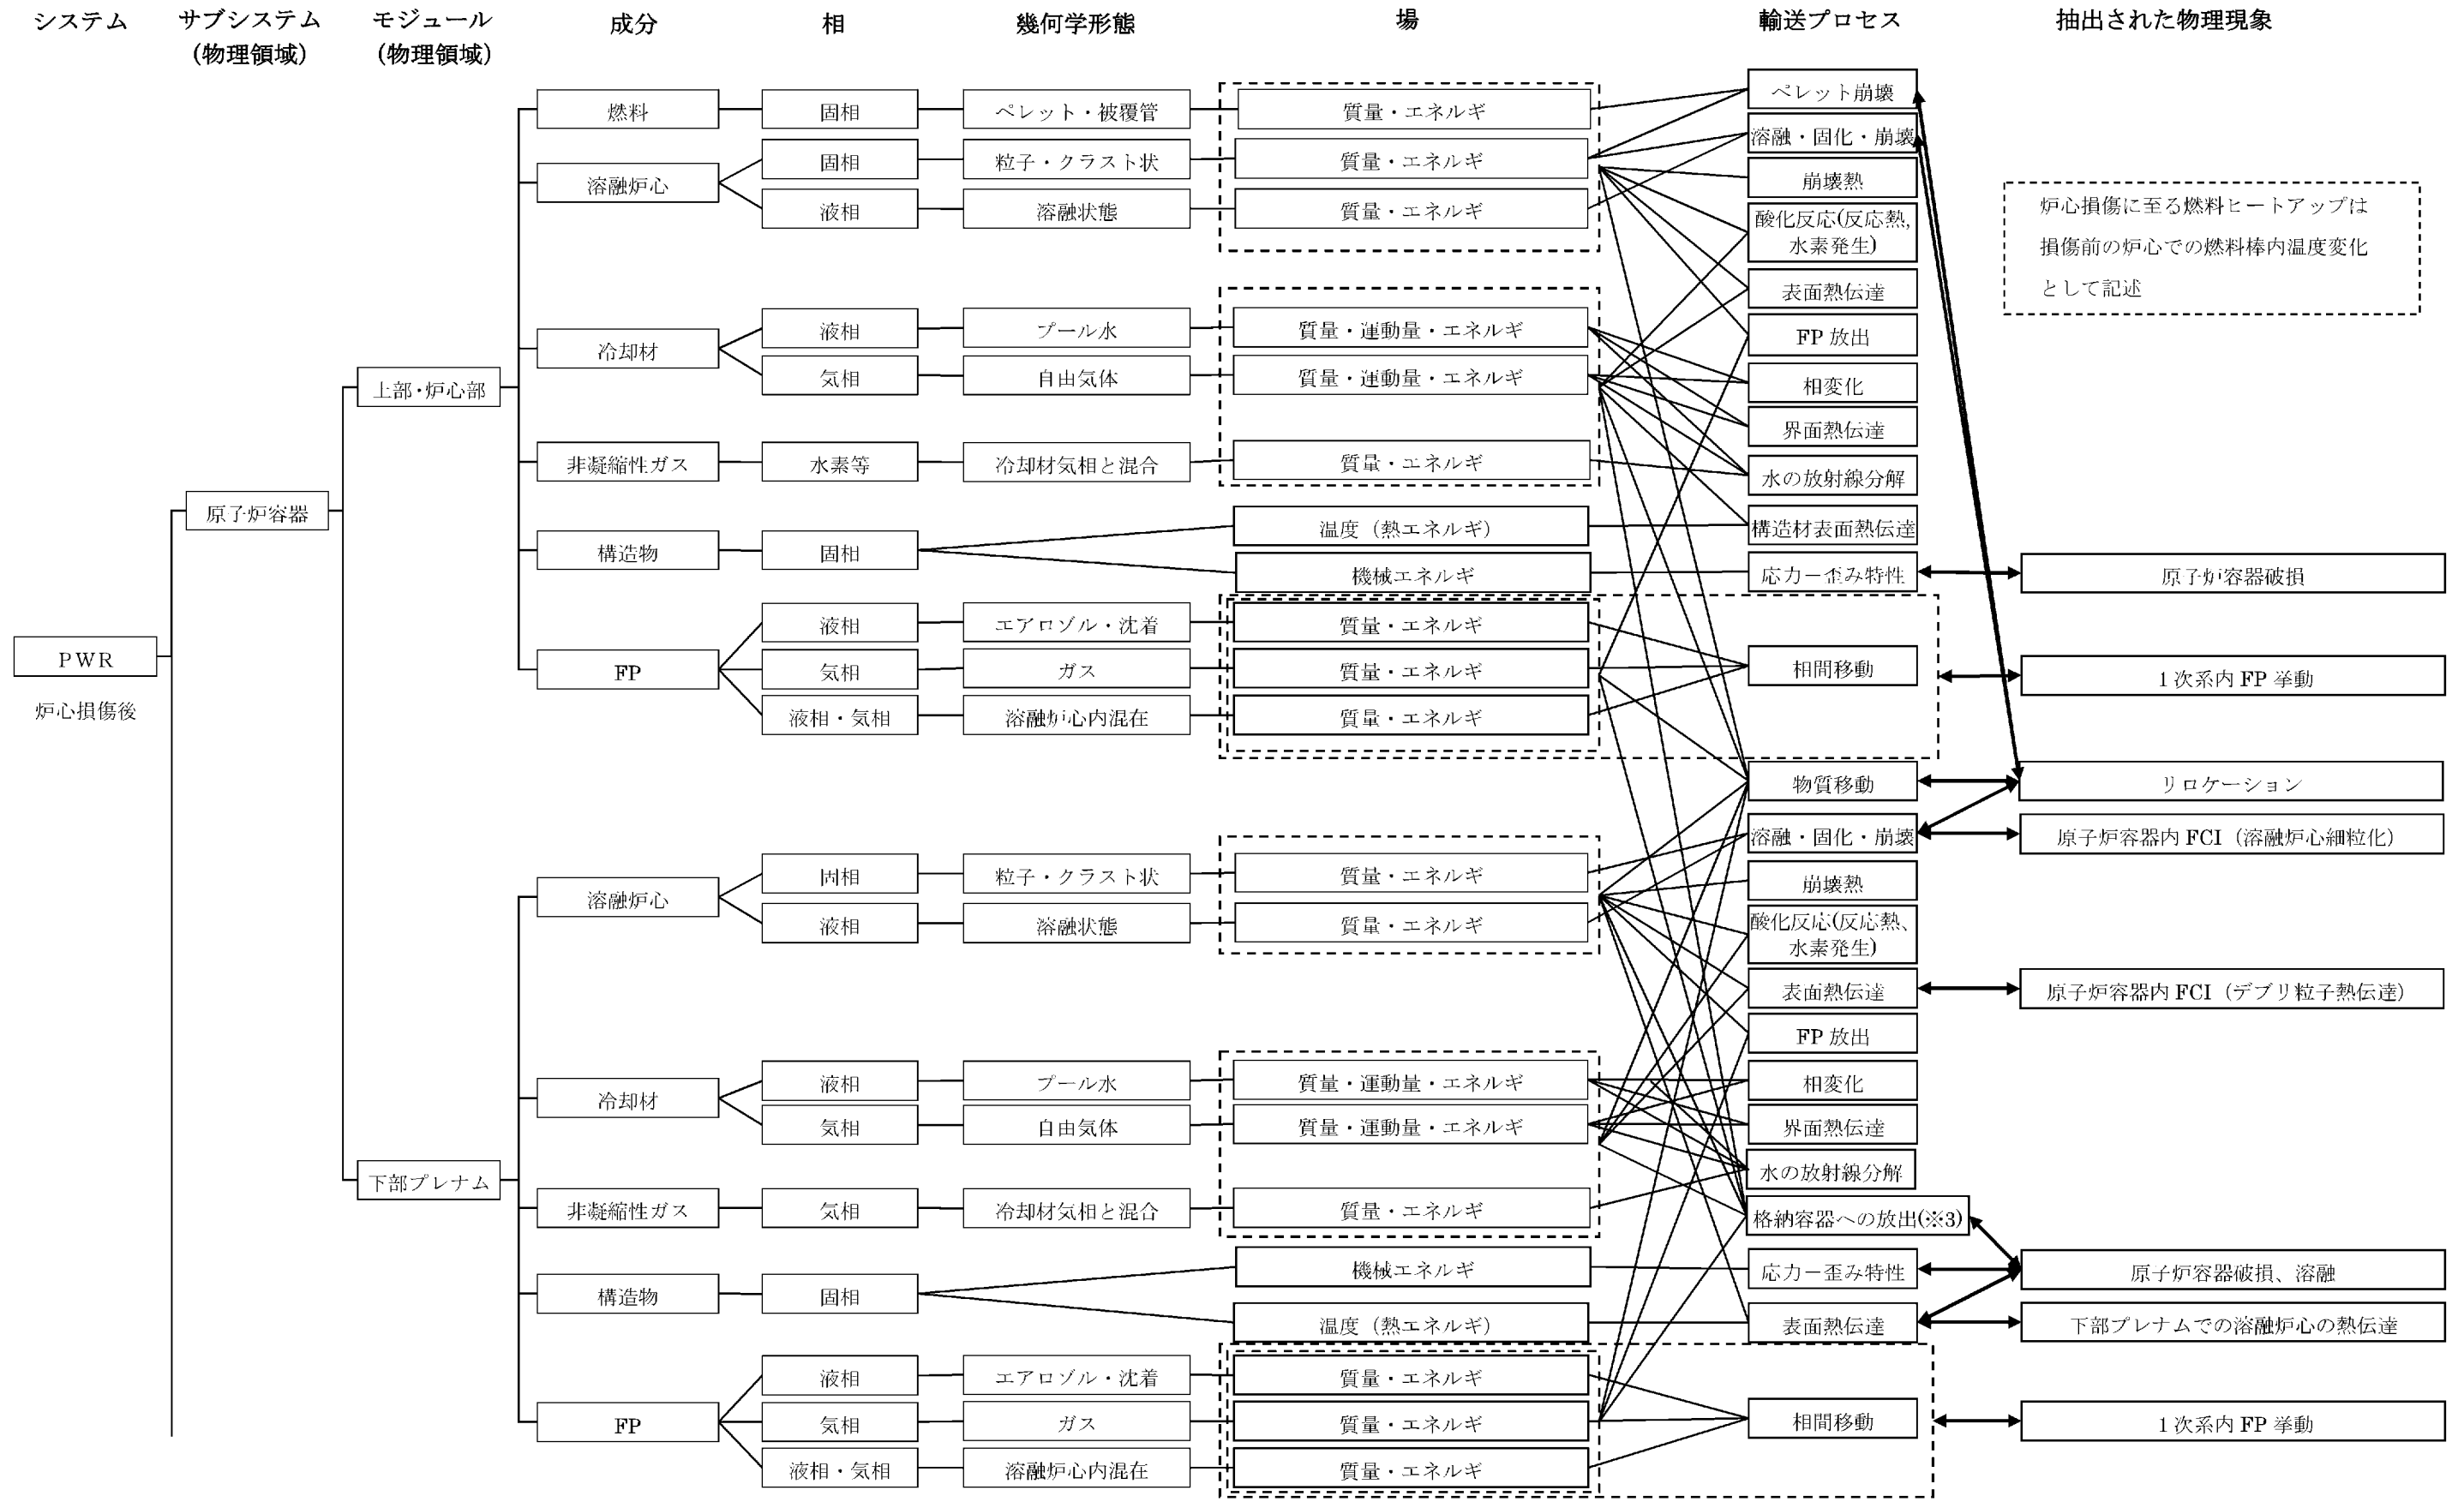 システム
サブシステム
(物理領域)
モジュール
(物理領域)
成分
相
幾何学形態
場
輸送プロセス
抽出された物理現象
PWR
炉心損傷後
原子炉容器
上部・炉心部
燃料
固相
ペレット・被覆管
質量・エネルギ
溶融炉心
固相
粒子・クラスト状
質量・エネルギ
液相
溶融状態
質量・エネルギ
冷却材
液相
プール水
質量・運動量・エネルギ
気相
自由気体
質量・運動量・エネルギ
非凝縮性ガス
水素等
冷却材気相と混合
質量・エネルギ
構造物
固相
温度（熱エネルギ）
機械エネルギ
FP
液相
エアロゾル・沈着
質量・エネルギ
気相
ガス
質量・エネルギ
液相・気相
溶融炉心内混在
質量・エネルギ
ペレット崩壊
溶融・固化・崩壊
崩壊熱
酸化反応(反応熱,
水素発生)
表面熱伝達
FP 放出
相変化
界面熱伝達
水の放射線分解
構造材表面熱伝達
応力－歪み特性
相間移動
物質移動
炉心損傷に至る燃料ヒートアップは
損傷前の炉心での燃料棒内温度変化
として記述
原子炉容器破損
1 次系内 FP 挙動
リロケーション
下部プレナム
溶融炉心
固相
粒子・クラスト状
質量・エネルギ
液相
溶融状態
質量・エネルギ
冷却材
液相
プール水
質量・運動量・エネルギ
気相
自由気体
質量・運動量・エネルギ
非凝縮性ガス
気相
冷却材気相と混合
質量・エネルギ
構造物
固相
機械エネルギ
温度（熱エネルギ）
FP
液相
エアロゾル・沈着
質量・エネルギ
気相
ガス
質量・エネルギ
液相・気相
溶融炉心内混在
質量・エネルギ
溶融・固化・崩壊
崩壊熱
酸化反応(反応熱、
水素発生)
表面熱伝達
FP 放出
相変化
界面熱伝達
水の放射線分解
格納容器への放出(※3)
応力－歪み特性
表面熱伝達
相間移動
原子炉容器内 FCI（溶融炉心細粒化）
原子炉容器内 FCI（デブリ粒子熱伝達）
原子炉容器破損、溶融
下部プレナムでの溶融炉心の熱伝達
1 次系内 FP 挙動